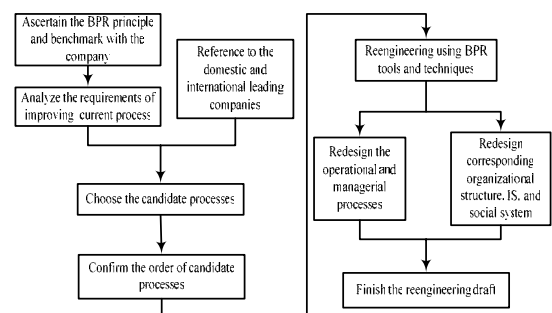 Ascertain the BPR principle
and benchmark with the
company
Reference to the
domestic and
international leading
companies
Analyze the requirements of
improving current process
Choose the candidate processes
Confirm the order of candidate
processes
Reengineering using BPR
tools and techniques
Redesign the
operational and
managerial
processes
Redesign
corresponding
organizational
structure, IS, and
social system
Finish the reengineering draft